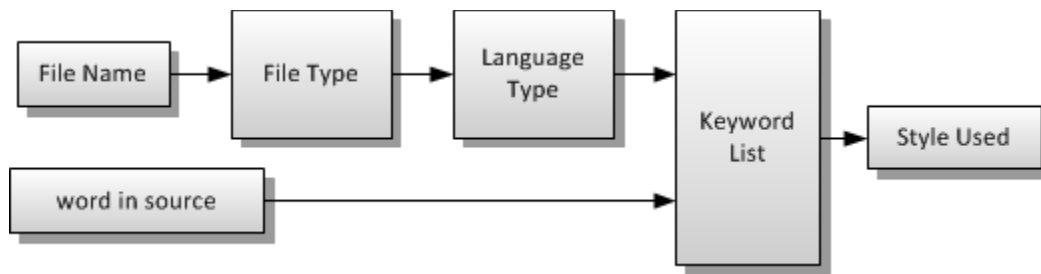 File Name
File Type
Language
Type
Keyword
List
Style Used
word in source